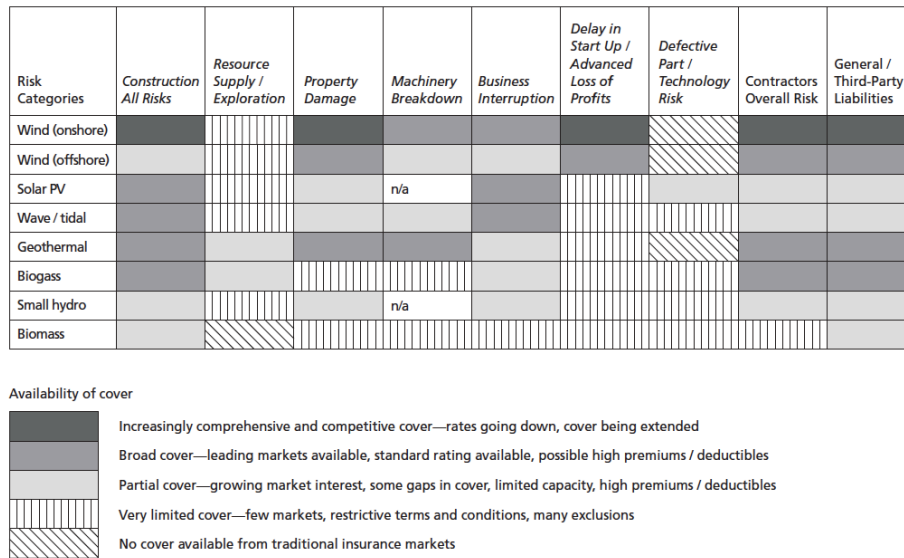 Risk Categories
Construction All Risks
Resource Supply / Exploration
Property Damage
Machinery Breakdown
Business Interruption
Delay in Start Up / Advanced Loss of Profits
Defective Part / Technology Risk
Contractors Overall Risk
General / Third-Party Liabilities
Wind (onshore)
Wind (offshore)
Solar PV
n/a
Wave / tidal
Geothermal
Biogass
Small hydro
n/a
Biomass
Availability of cover
Increasingly comprehensive and competitive cover—rates going down, cover being extended
Broad cover—leading markets available, standard rating available, possible high premiums / deductibles
Partial cover—growing market interest, some gaps in cover, limited capacity, high premiums / deductibles
Very limited cover—few markets, restrictive terms and conditions, many exclusions
No cover available from traditional insurance markets